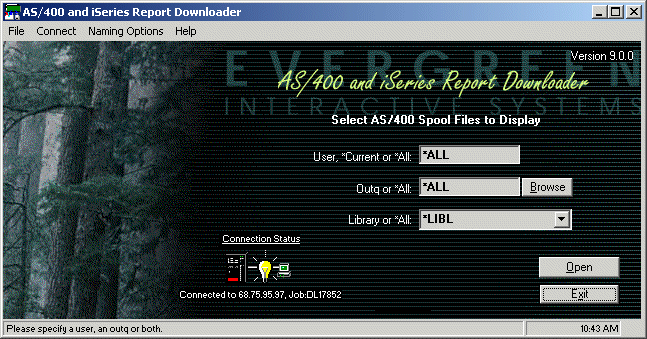 AS/400 and iSeries Report Downloader
File Connect Naming Options Help
Version 9.0.0
EVERGREEN
AS/400 and iSeries Report Downloader
INTERACTIVE SYSTEMS
Select AS/400 Spool Files to Display
User, *Current or *All: *ALL
Outq or *All: *ALL Browse
Library or *All: *LIBL
Connection Status
Open
Connected to 68.75.95.97, Job:DL17852
Exit
Please specify a user, an outq or both. 10:43 AM